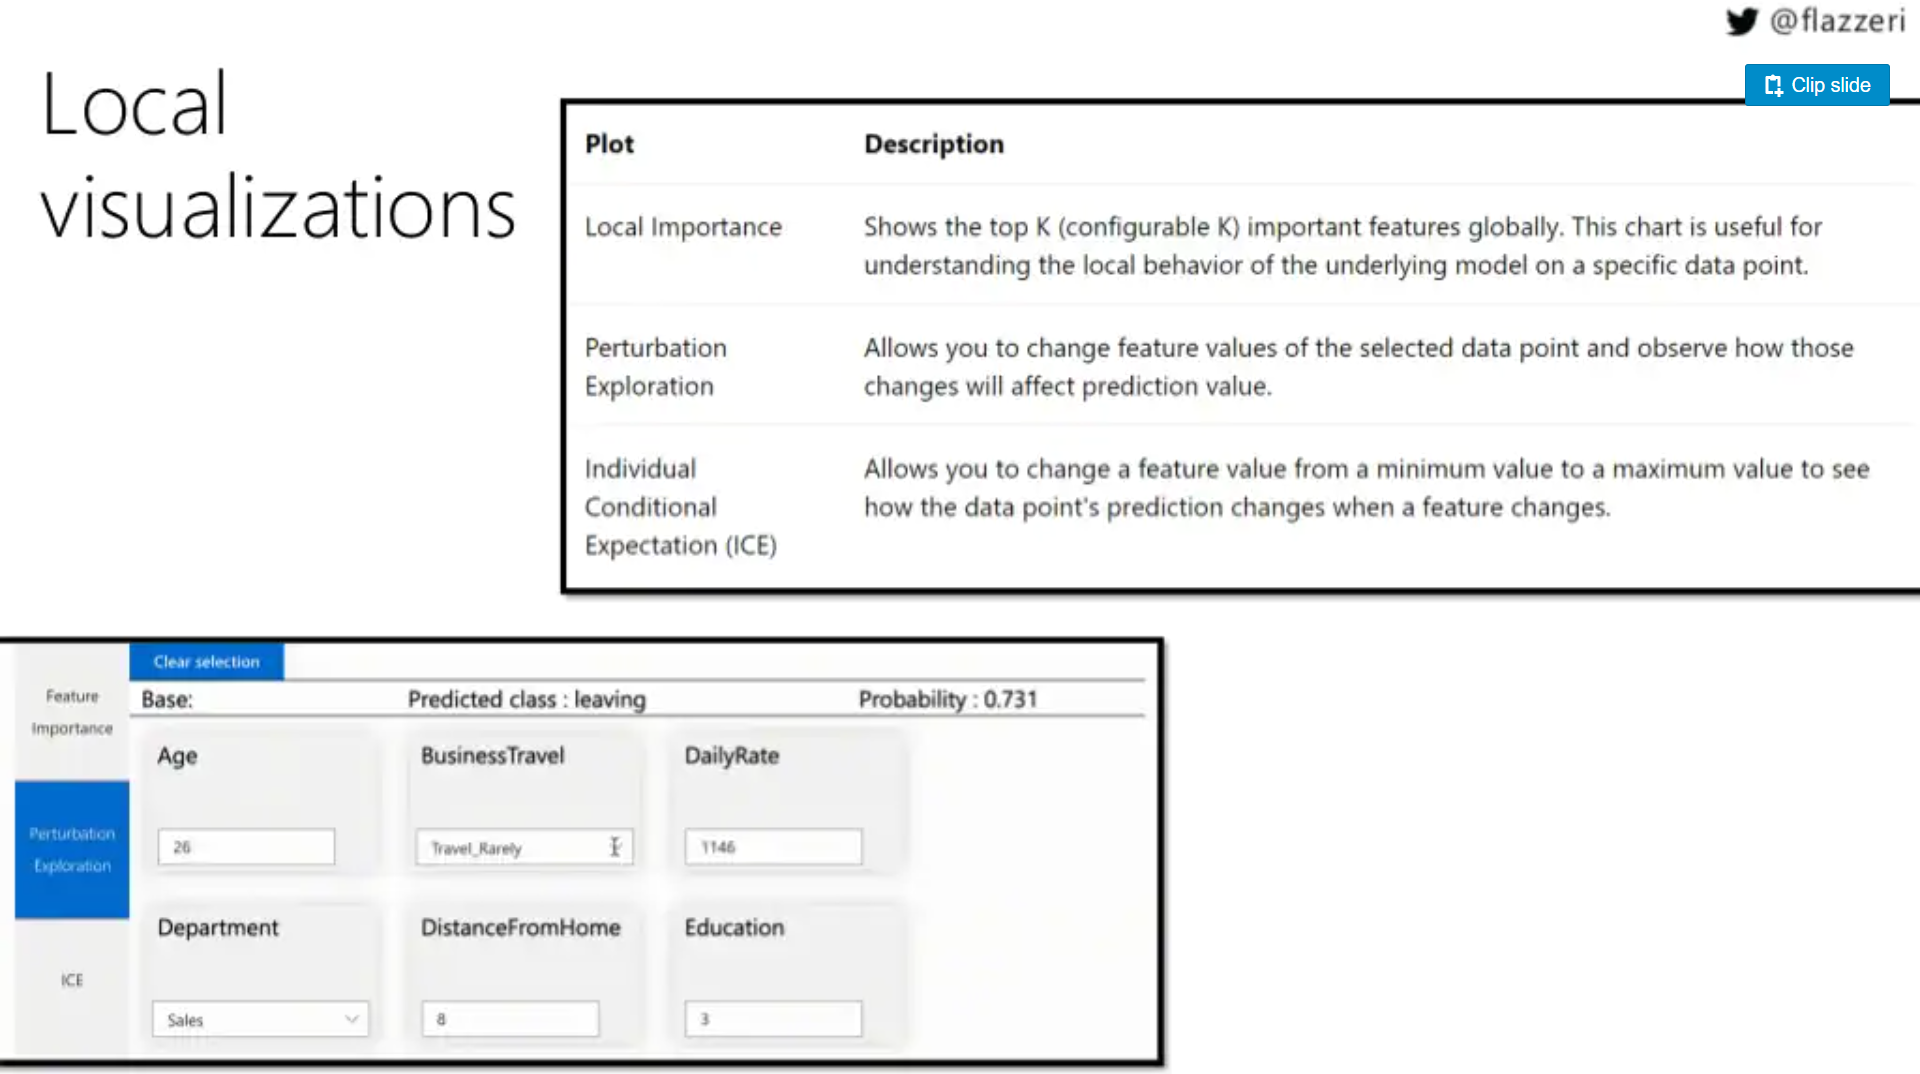 @flazzeri
Clip slide
Local
visualizations
Plot Description
Local Importance Shows the top K (configurable K) important features globally. This chart is useful for
understanding the local behavior of the underlying model on a specific data point.
Perturbation Allows you to change feature values of the selected data point and observe how those
Exploration changes will affect prediction value.
Individual Allows you to change a feature value from a minimum value to a maximum value to see
Conditional how the data point's prediction changes when a feature changes.
Expectation (ICE)
Clear selection
Feature
Importance
Perturbation
Exploration
ICE
Base: Predicted class : leaving Probability : 0.731
Age BusinessTravel DailyRate
26 Travel_Rarely 1146
Department DistanceFromHome Education
Sales 8 3